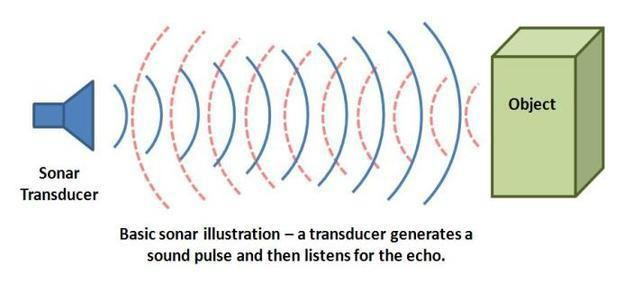 Object
Sonar
Transducer
Basic sonar illustration – a transducer generates a
sound pulse and then listens for the echo.